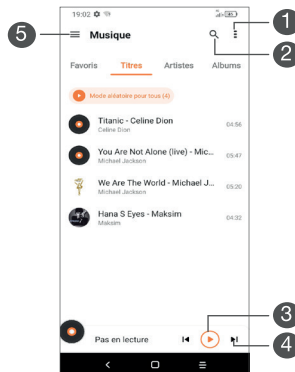 19:02
1
5
Musique
2
Favoris Titres Artistes Albums
Mode aléatoire pour tous (4)
Titanic - Celine Dion
Celine Dion
04:56
You Are Not Alone (live) - Mic...
Michael Jackson
05:47
We Are The World - Michael J...
Michael Jackson
05:20
Hana S Eyes - Maksim
Maksim
04:32
3
Pas en lecture
4